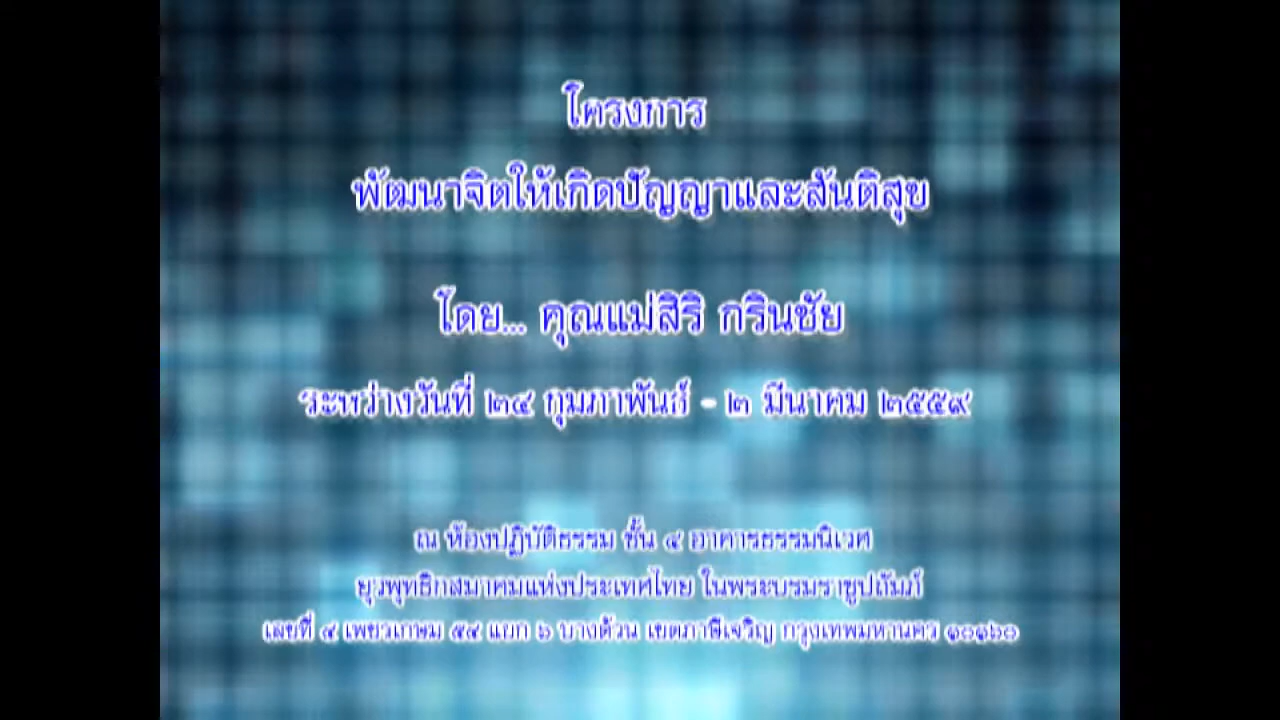 โครงการ
พัฒนาจิตให้เกิดปัญญาและสันติสุข
โดย... คุณแม่สิริ กรินชัย
ระหว่างวันที่ ๒๔ กุมภาพันธ์ - ๒ มีนาคม ๒๕๕๙
ณ ห้องปฏิบัติธรรม ชั้น ๔ อาคารธรรมนิเวศ
ยุวพุทธิกสมาคมแห่งประเทศไทย ในพระบรมราชูปถัมภ์
เลขที่ ๔ เพชรเกษม ๕๔ แยก ๖ บางด้วน เขตภาษีเจริญ กรุงเทพมหานคร ๑๐๑๖๐